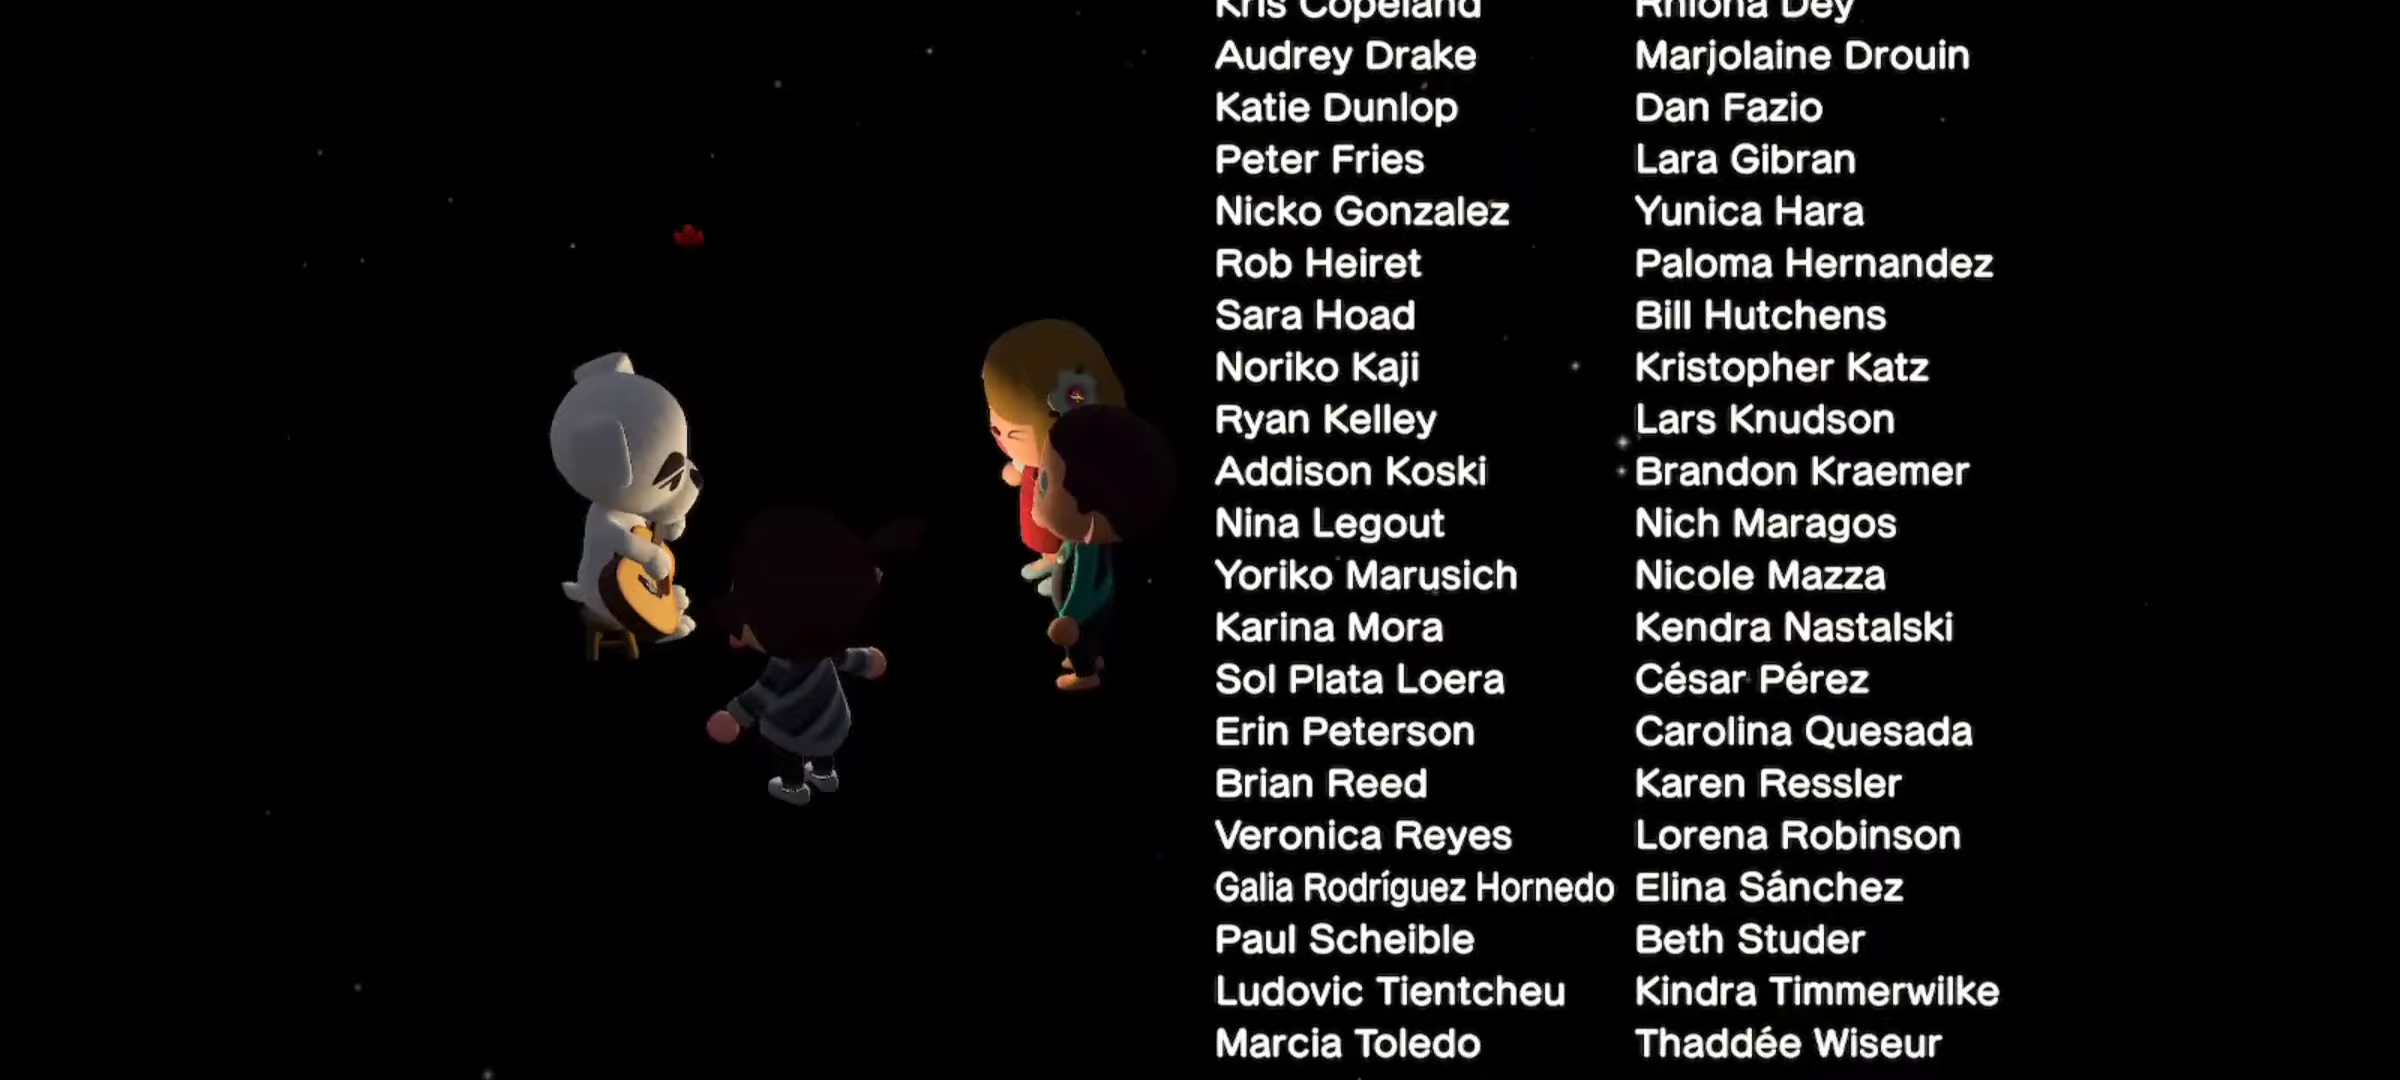 Kris Copeland Rhiona Dey
Audrey Drake Marjolaine Drouin
Katie Dunlop Dan Fazio
Peter Fries Lara Gibran
Nicko Gonzalez Yunica Hara
Rob Heiret Paloma Hernandez
Sara Hoad Bill Hutchens
Noriko Kaji Kristopher Katz
Ryan Kelley Lars Knudson
Addison Koski Brandon Kraemer
Nina Legout Nich Maragos
Yoriko Marusich Nicole Mazza
Karina Mora Kendra Nastalski
Sol Plata Loera César Pérez
Erin Peterson Carolina Quesada
Brian Reed Karen Ressler
Veronica Reyes Lorena Robinson
Galia Rodríguez Hornedo Elina Sánchez
Paul Scheible Beth Studer
Ludovic Tientcheu Kindra Timmerwilke
Marcia Toledo Thaddée Wiseur